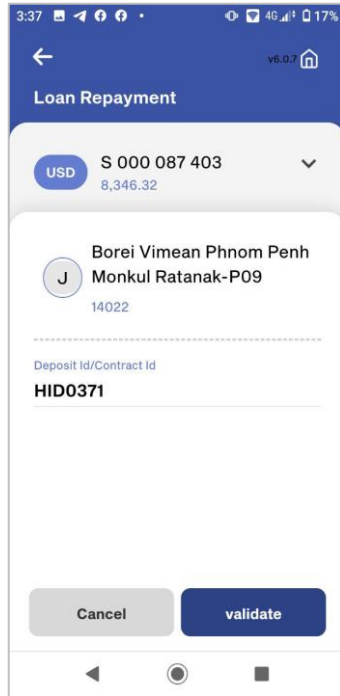 3:37 4G 17%
v6.0.7
Loan Repayment
USD S 000 087 403
8,346.32
Borei Vimean Phnom Penh
J Monkul Ratanak-P09
14022
Deposit Id/Contract Id
HID0371
Cancel validate